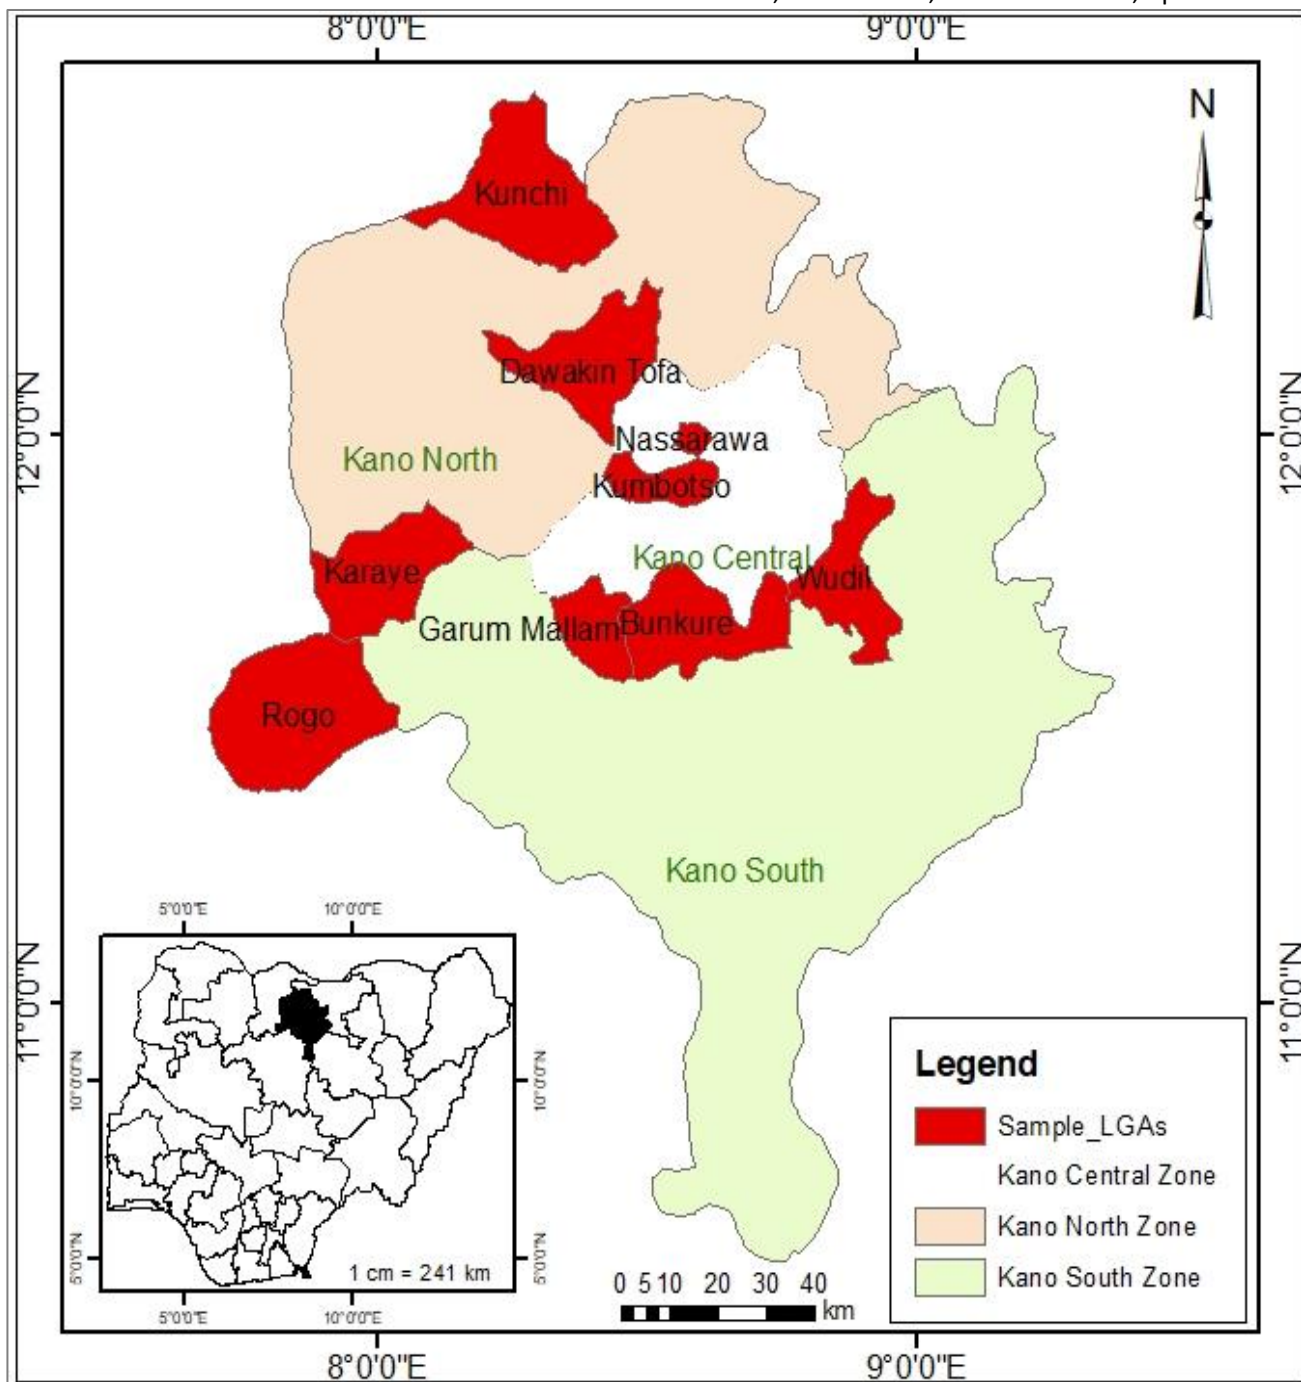 8°0'0"E 9°0'0"E
N
Kunchi
Dawakin Tofa
12°0'0"N 12°0'0"N
Nassarawa
Kano North
Kumbotso
Kano Central
Karaye
Wudil
Garum Mallam
Bunkure
Rogo
Kano South
5°0'0"E 10°0'0"E
11°0'0"N 11°0'0"N
10°0'0"N 10°0'0"N
5°0'0"N 5°0'0"N
1 cm = 241 km
5°0'0"E 10°0'0"E
Legend
Sample_LGAs
Kano Central Zone
Kano North Zone
Kano South Zone
0 5 10 20 30 40
km
8°0'0"E 9°0'0"E